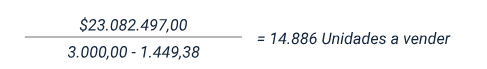 $23.082.497,00
= 14.886 Unidades a vender
3.000,00 - 1.449,38